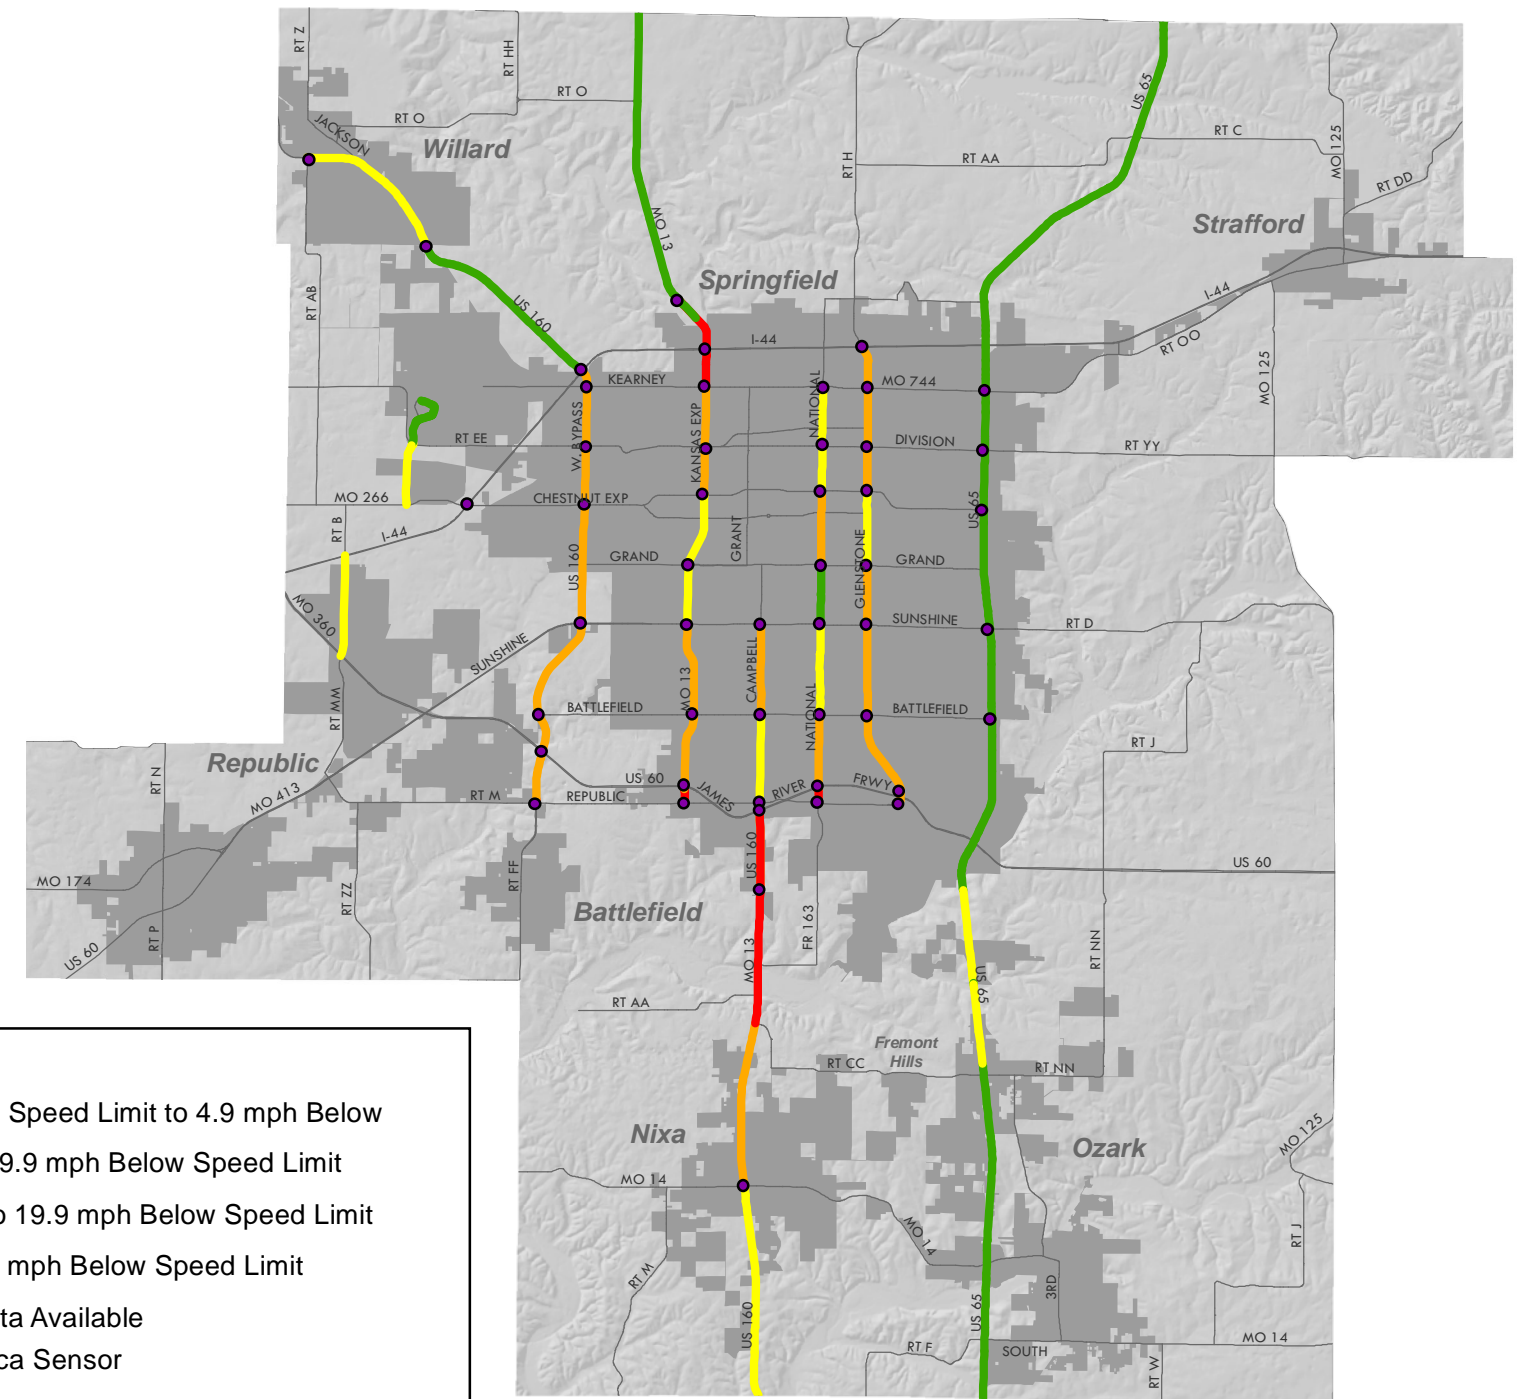 RT Z
RT HH
RT O
RT O
JACKSON
Willard
US 65
RT H
RT C
RT AA
MO 125
RT DD
MO 13
Strafford
Springfield
RT AB
US 160
I-44
I-44
RT OO
MO 125
KEARNEY
MO 744
W. BYPASS
KANSAS EXP
NATIONAL
RT EE
DIVISION
RT YY
MO 266
CHESTNUT EXP
US 65
RT B
I-44
GRANT
GRAND
GLENSTONE
GRAND
US 160
MO 360
SUNSHINE
RT D
SUNSHINE
CAMPBELL
MO 13
RT MM
BATTLEFIELD
NATIONAL
BATTLEFIELD
RT J
Republic
RT N
US 60
JAMES
RIVER
FRWY
MO 413
RT M
REPUBLIC
US 160
US 60
MO 174
RT ZZ
RT FF
Battlefield
FR 163
RT P
US 60
MO 13
RT NN
US 65
RT AA
Fremont
Hills
RT CC
RT NN
Speed Limit to 4.9 mph Below
9.9 mph Below Speed Limit
o 19.9 mph Below Speed Limit
mph Below Speed Limit
ta Available
ca Sensor
Nixa
Ozark
MO 125
MO 14
MO 14
RT J
RT M
3RD
US 160
US 65
RT F
SOUTH
MO 14
RT W